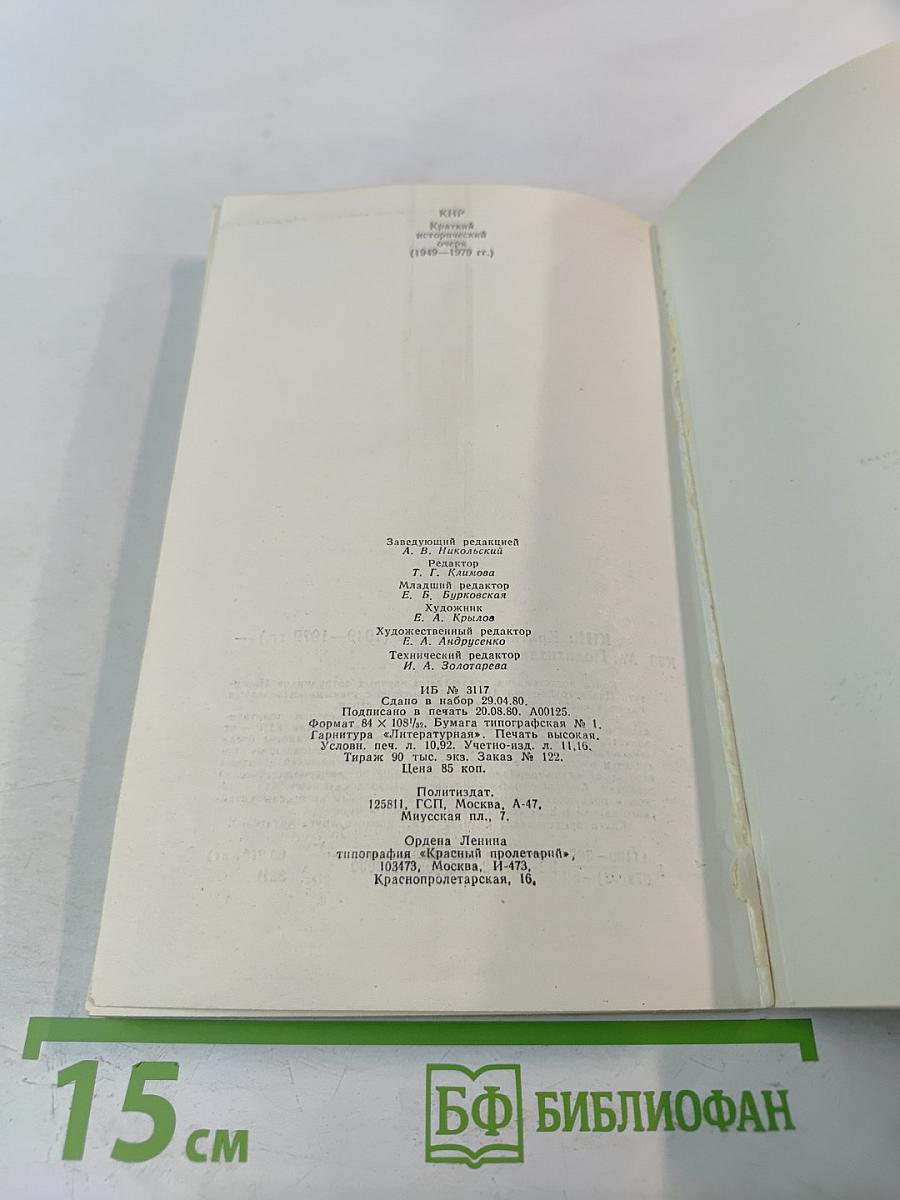 КНР
Краткий
исторический
очерк
(1949—1979 гг.)
Заведующий редакцией
А. В. Никольский
Редактор
Т. Г. Климова
Младший редактор
Е. Б. Бурковская
Художник
Е. А. Крылов
Художественный редактор
Е. А. Андрусенко
Технический редактор
И. А. Золотарева
ИБ № 3117
Сдано в набор 29.04.80.
Подписано в печать 20.08.80. А00125.
Формат 84 × 108¹/₃₂. Бумага типографская № 1.
Гарнитура «Литературная». Печать высокая.
Условн. печ. л. 10,92. Учетно-изд. л. 11,16.
Тираж 90 тыс. экз. Заказ № 122.
Цена 85 коп.
Политиздат.
125811, ГСП, Москва, А-47,
Миусская пл., 7.
Ордена Ленина
типография «Красный пролетарий»,
103473, Москва, И-473,
Краснопролетарская, 16.
15 см
БФ БИБЛИОФАН